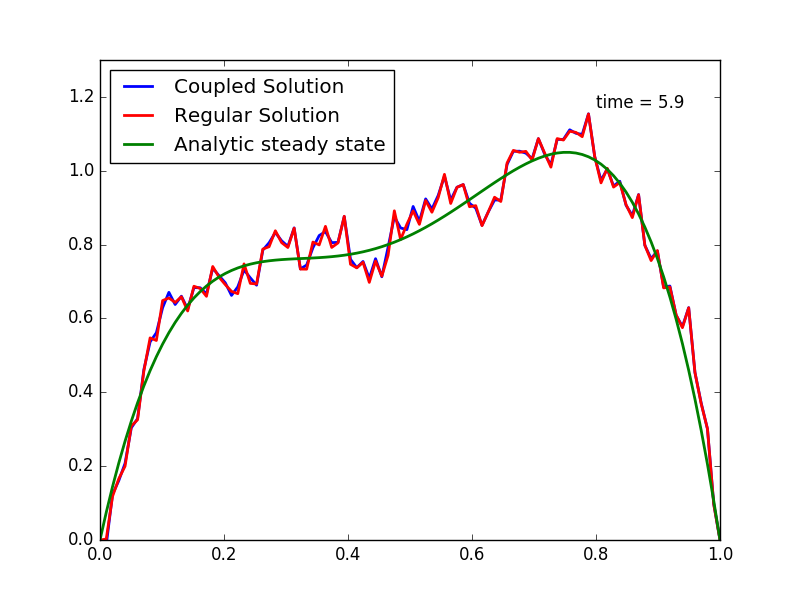 Coupled Solution
Regular Solution
Analytic steady state
time = 5.9
1.2
1.0
0.8
0.6
0.4
0.2
0.0
0.0 0.2 0.4 0.6 0.8 1.0